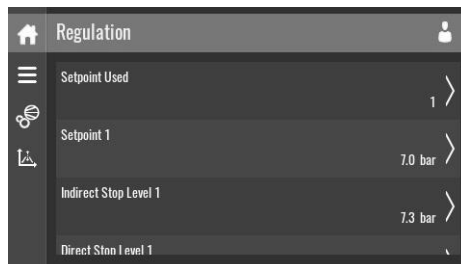 Regulation
Setpoint Used
1
Setpoint 1
7.0 bar
Indirect Stop Level 1
7.3 bar
Direct Stop Level 1